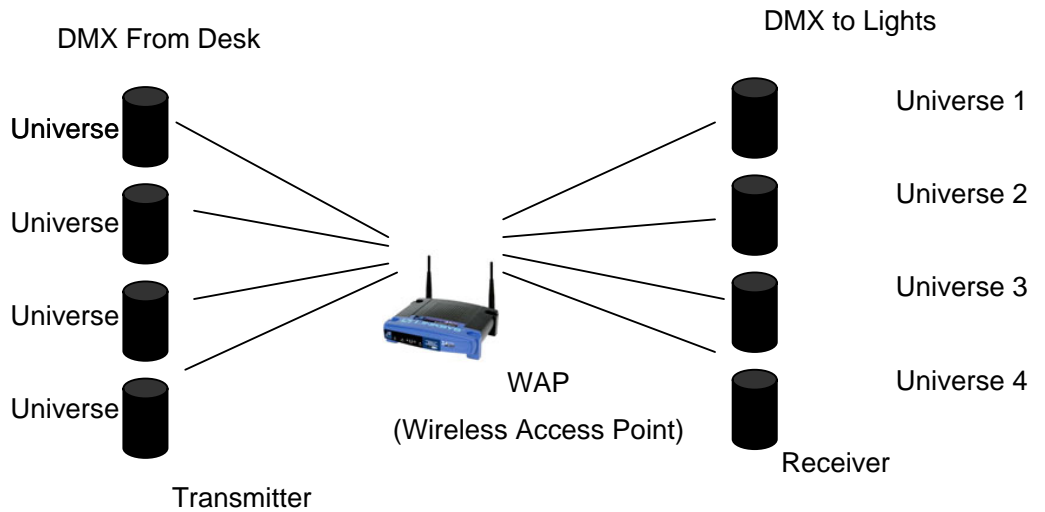 DMX From Desk
DMX to Lights
Universe
Universe 1
Universe
Universe 2
Universe
Universe 3
Universe
Universe 4
WAP
(Wireless Access Point)
Receiver
Transmitter